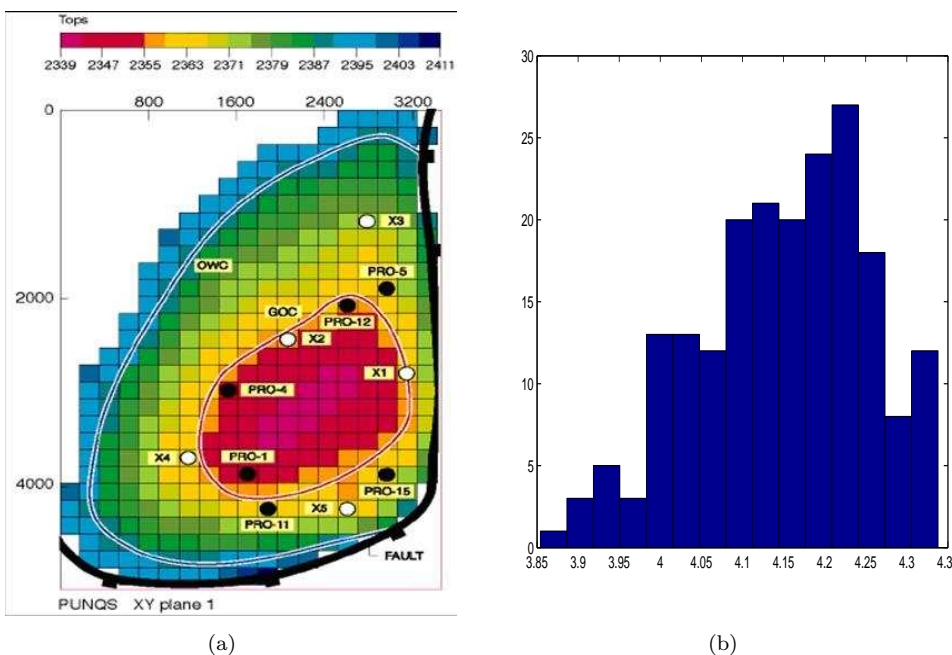 Tops
2339 2347 2355 2363 2371 2379 2387 2395 2403 2411
800 1600 2400 3200
0
X3
OWC
PRO-5
2000
GOC
PRO-12
X2
X1
PRO-4
X4
PRO-1
4000
PRO-15
X5
PRO-11
FAULT
PUNQS XY plane 1
(a)
30
25
20
15
10
5
0
3.85 3.9 3.95 4 4.05 4.1 4.15 4.2 4.25 4.3 4.3
(b)